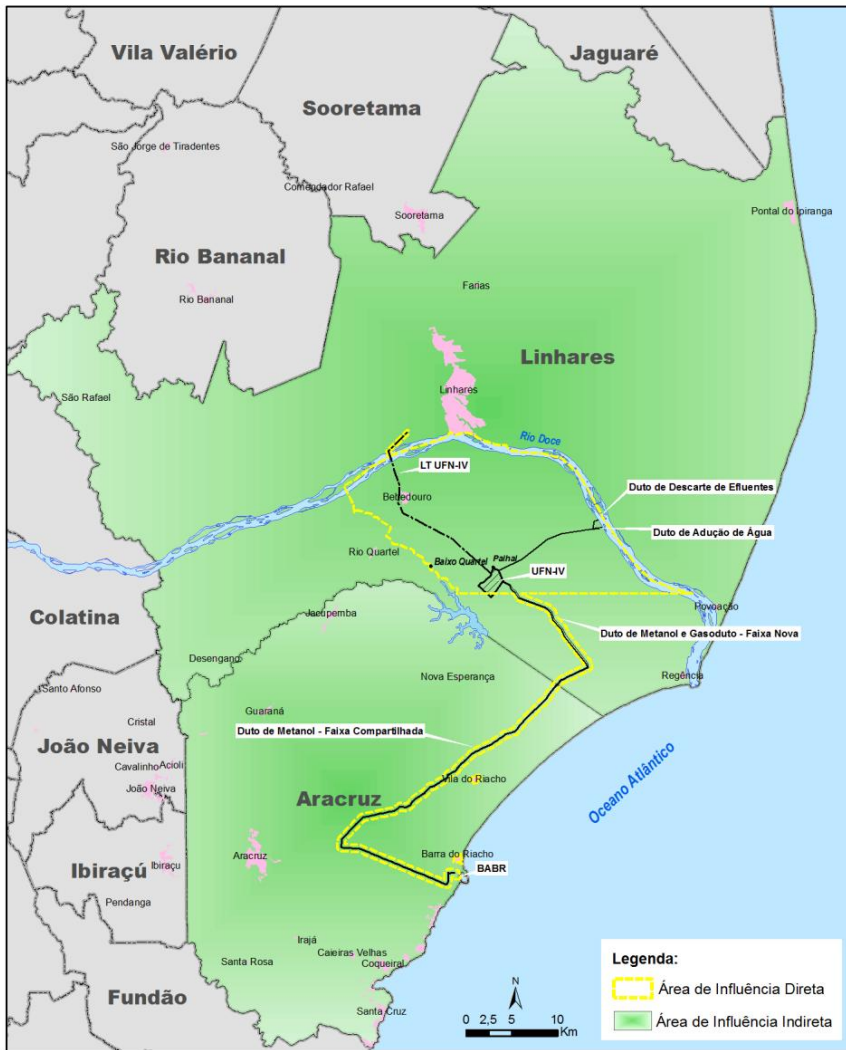 Vila Valério
Jaguaré
Sooretama
São Jorge de Tiradentes
Comendador Rafael
Sooretama
Pontal do Ipiranga
Rio Bananal
Rio Bananal
Farias
Linhares
Linhares
São Rafael
Rio Doce
LT UFN-IV
Duto de Descarte de Efluentes
Bebedouro
Duto de Adução de Água
Rio Quartel
Baixo Quartel
Palhal
UFN-IV
Colatina
Povoação
Jacupemba
Duto de Metanol e Gasoduto - Faixa Nova
Desengano
Nova Esperança
Regência
Santo Afonso
Guaraná
Cristal
Duto de Metanol - Faixa Compartilhada
João Neiva
Cavalinho
Acioli
João Neiva
Vila do Riacho
Oceano Atlântico
Aracruz
Aracruz
Barra do Riacho
BABR
Ibiraçú
Ibiraçu
Pendanga
Irajá
Caieiras Velhas
Santa Rosa
Coqueiral
Fundão
Santa Cruz
N
0 2,5 5 10
Km
Legenda:
Área de Influência Direta
Área de Influência Indireta